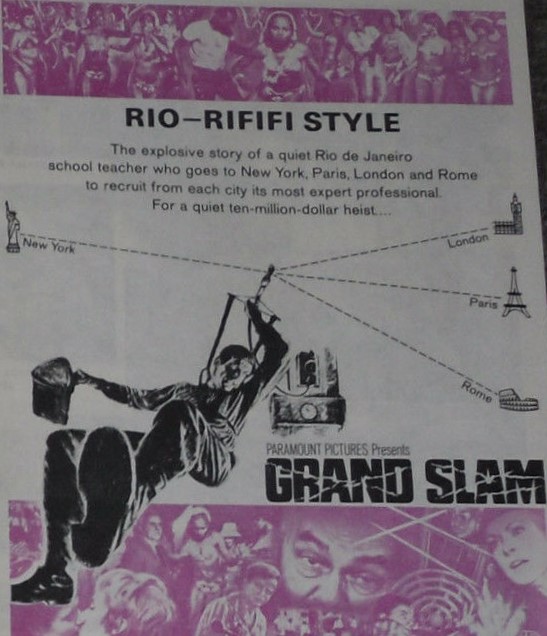 RIO—RIFIFI STYLE
The explosive story of a quiet Rio de Janeiro
school teacher who goes to New York, Paris, London and Rome
to recruit from each city its most expert professional.
For a quiet ten-million-dollar heist....
New York
London
Paris
Rome
PARAMOUNT PICTURES Presents
GRAND SLAM